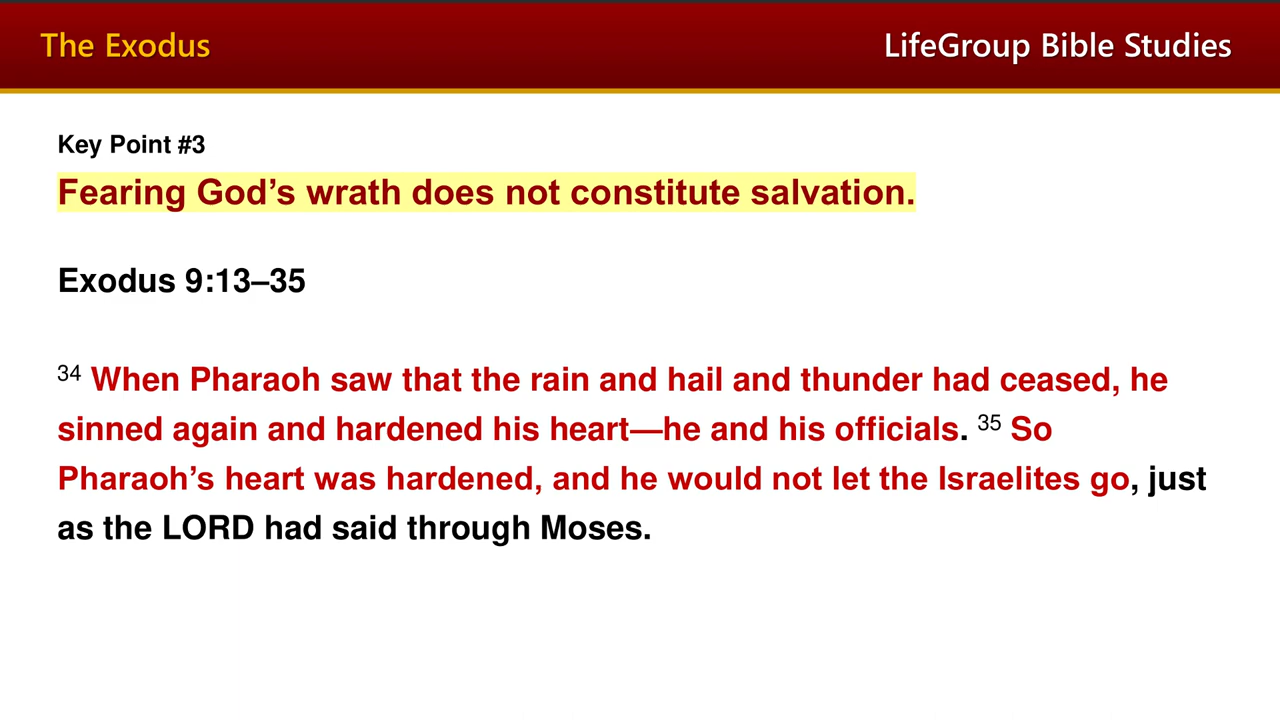 The Exodus
LifeGroup Bible Studies
Key Point #3
Fearing God’s wrath does not constitute salvation.
Exodus 9:13–35
34 When Pharaoh saw that the rain and hail and thunder had ceased, he
sinned again and hardened his heart—he and his officials. 35 So
Pharaoh’s heart was hardened, and he would not let the Israelites go, just
as the LORD had said through Moses.